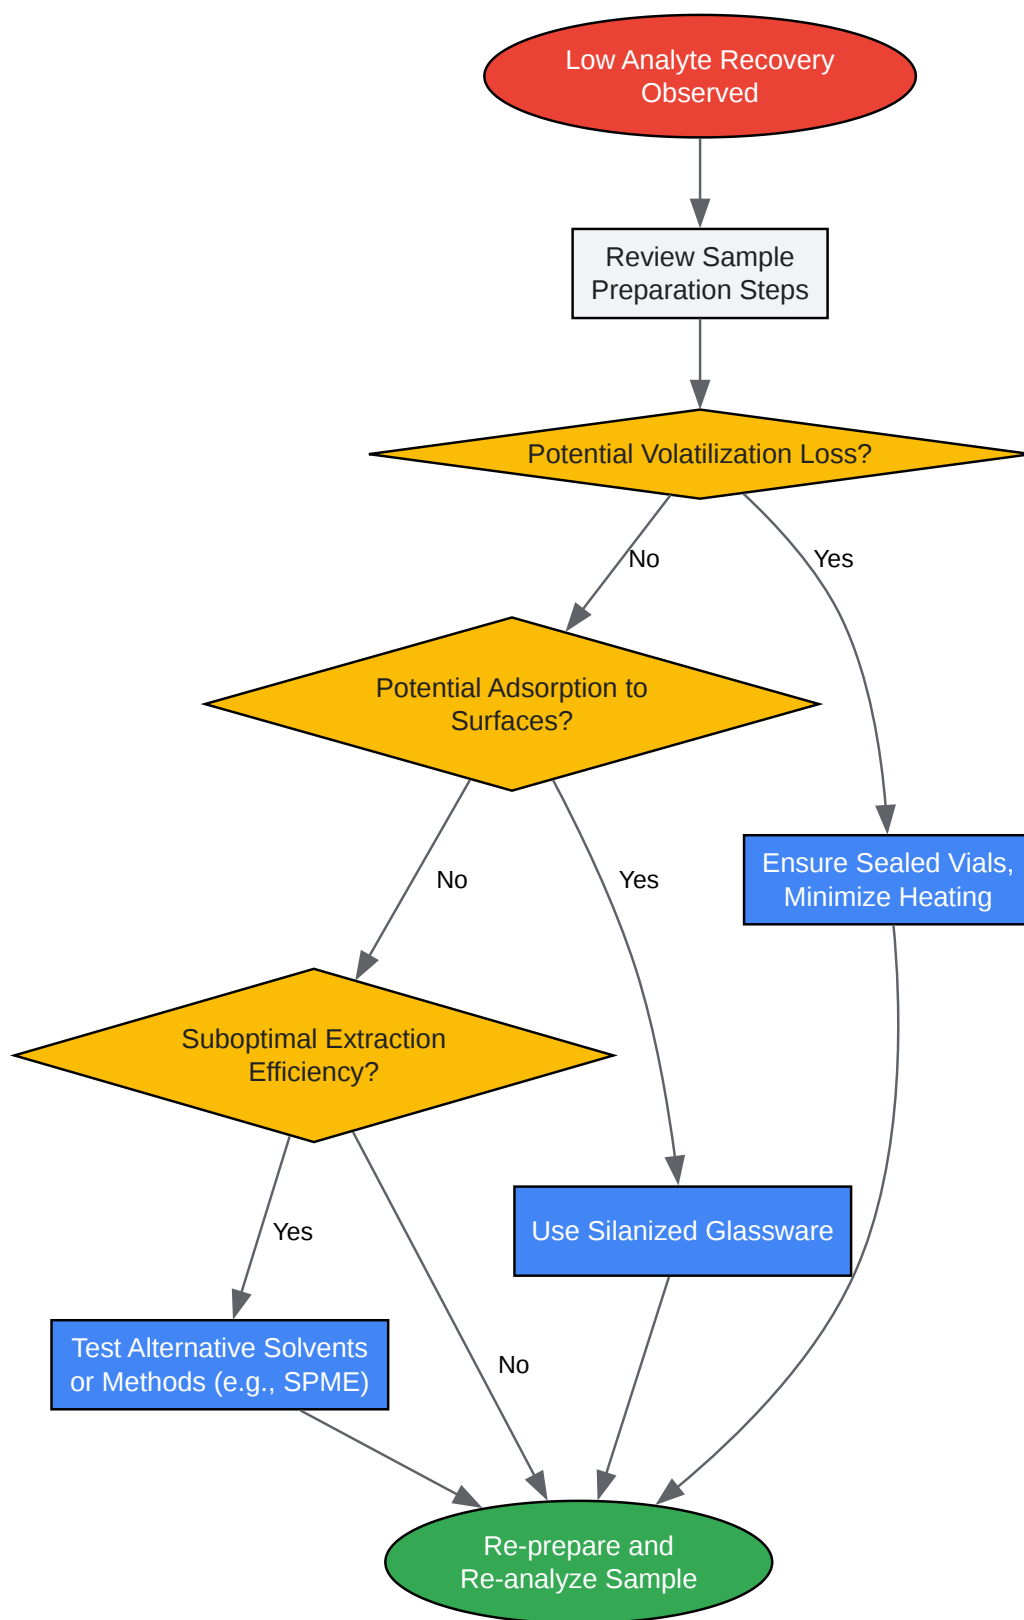 Low Analyte Recovery
Observed
Review Sample
Preparation Steps
Potential Volatilization Loss?
No
Yes
Potential Adsorption to
Surfaces?
Ensure Sealed Vials,
Minimize Heating
No
Yes
Suboptimal Extraction
Efficiency?
Use Silanized Glassware
Yes
Test Alternative Solvents
or Methods (e.g., SPME)
No
Re-prepare and
Re-analyze Sample